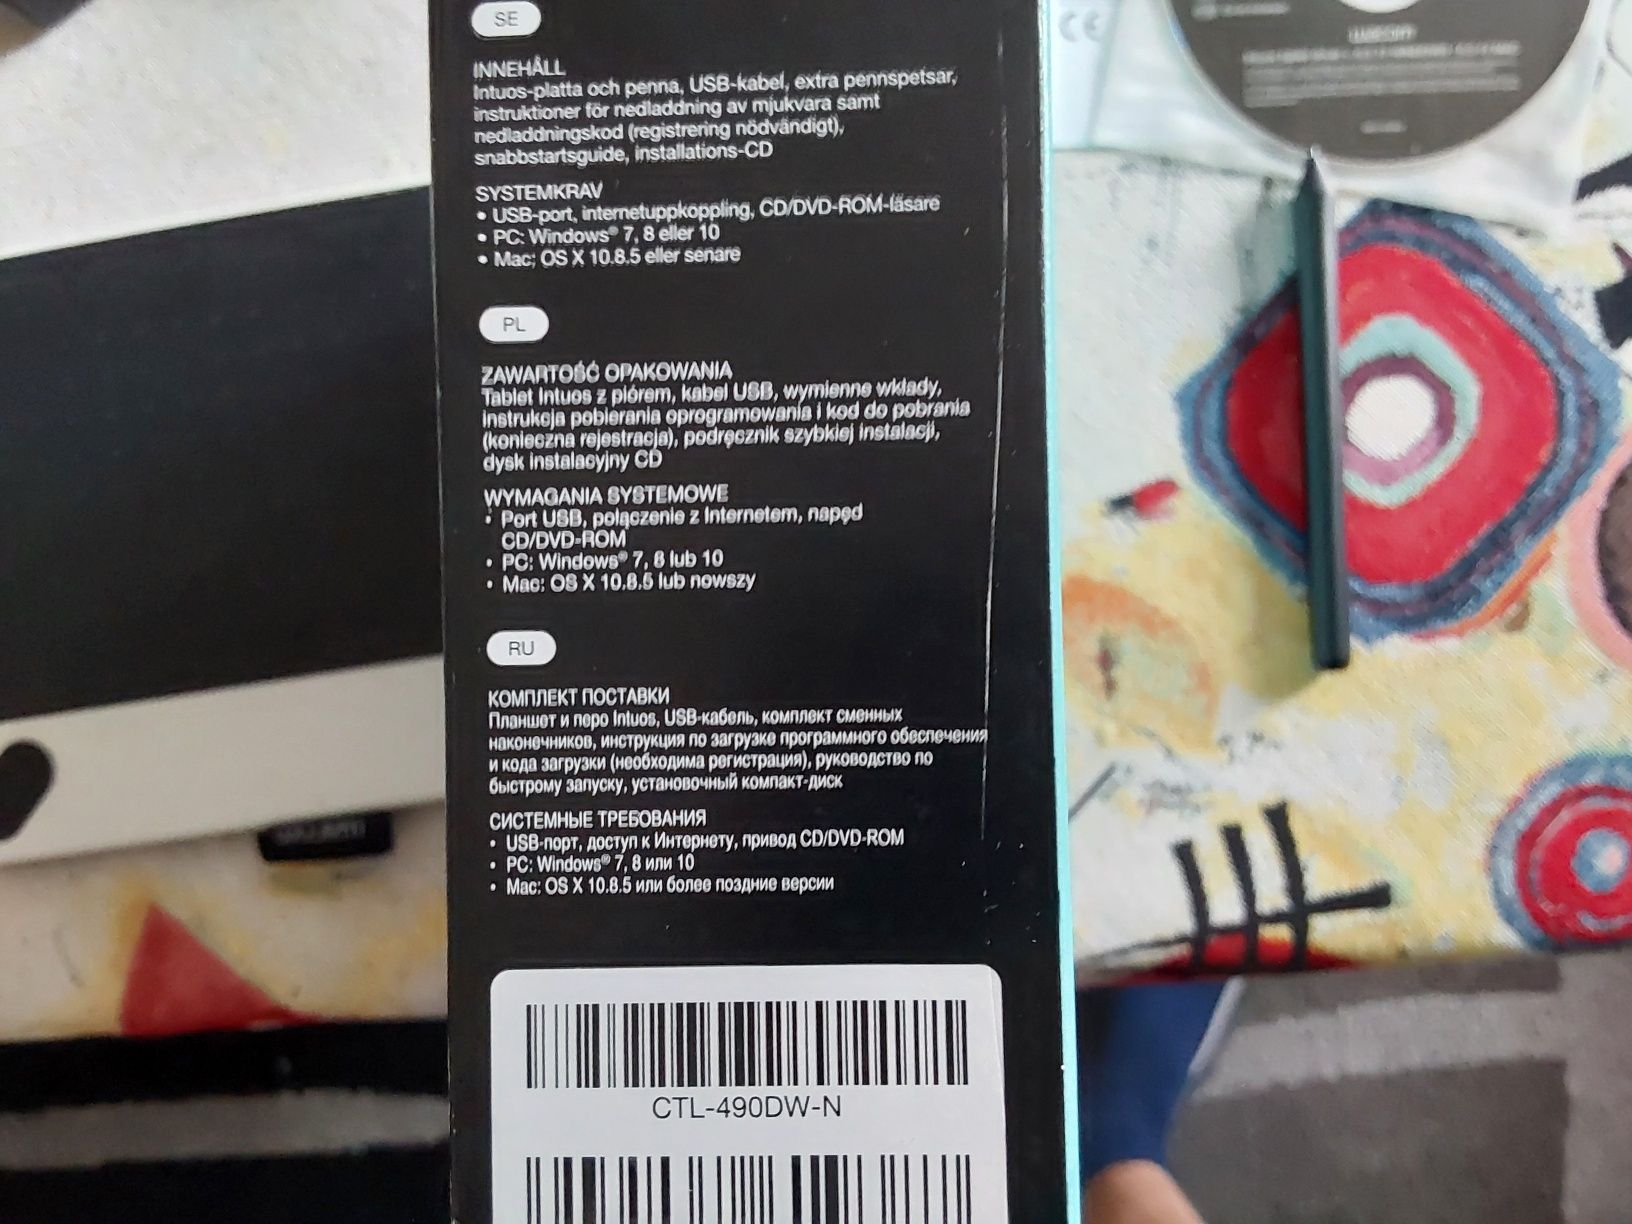 SE
INNEHÅLL
Intuos-platta och penna, USB-kabel, extra pennspetsar,
instruktioner för nedladdning av mjukvara samt
nedladdningskod (registrering nödvändigt),
snabbstartsguide, installations-CD
SYSTEMKRAV
• USB-port, internetuppkoppling, CD/DVD-ROM-läsare
• PC: Windows® 7, 8 eller 10
• Mac: OS X 10.8.5 eller senare
PL
ZAWARTOŚĆ OPAKOWANIA
Tablet Intuos z piórem, kabel USB, wymienne wkłady,
instrukcja pobierania oprogramowania i kod do pobrania
(konieczna rejestracja), podręcznik szybkiej instalacji,
dysk instalacyjny CD
WYMAGANIA SYSTEMOWE
• Port USB, połączenie z Internetem, napęd
CD/DVD-ROM
• PC: Windows® 7, 8 lub 10
• Mac: OS X 10.8.5 lub nowszy
RU
КОМПЛЕКТ ПОСТАВКИ
Планшет и перо Intuos, USB-кабель, комплект сменных
наконечников, инструкция по загрузке программного обеспечения
и кода загрузки (необходима регистрация), руководство по
быстрому запуску, установочный компакт-диск
СИСТЕМНЫЕ ТРЕБОВАНИЯ
• USB-порт, доступ к Интернету, привод CD/DVD-ROM
• PC: Windows® 7, 8 или 10
• Mac: OS X 10.8.5 или более поздние версии
CTL-490DW-N
CE
wacom